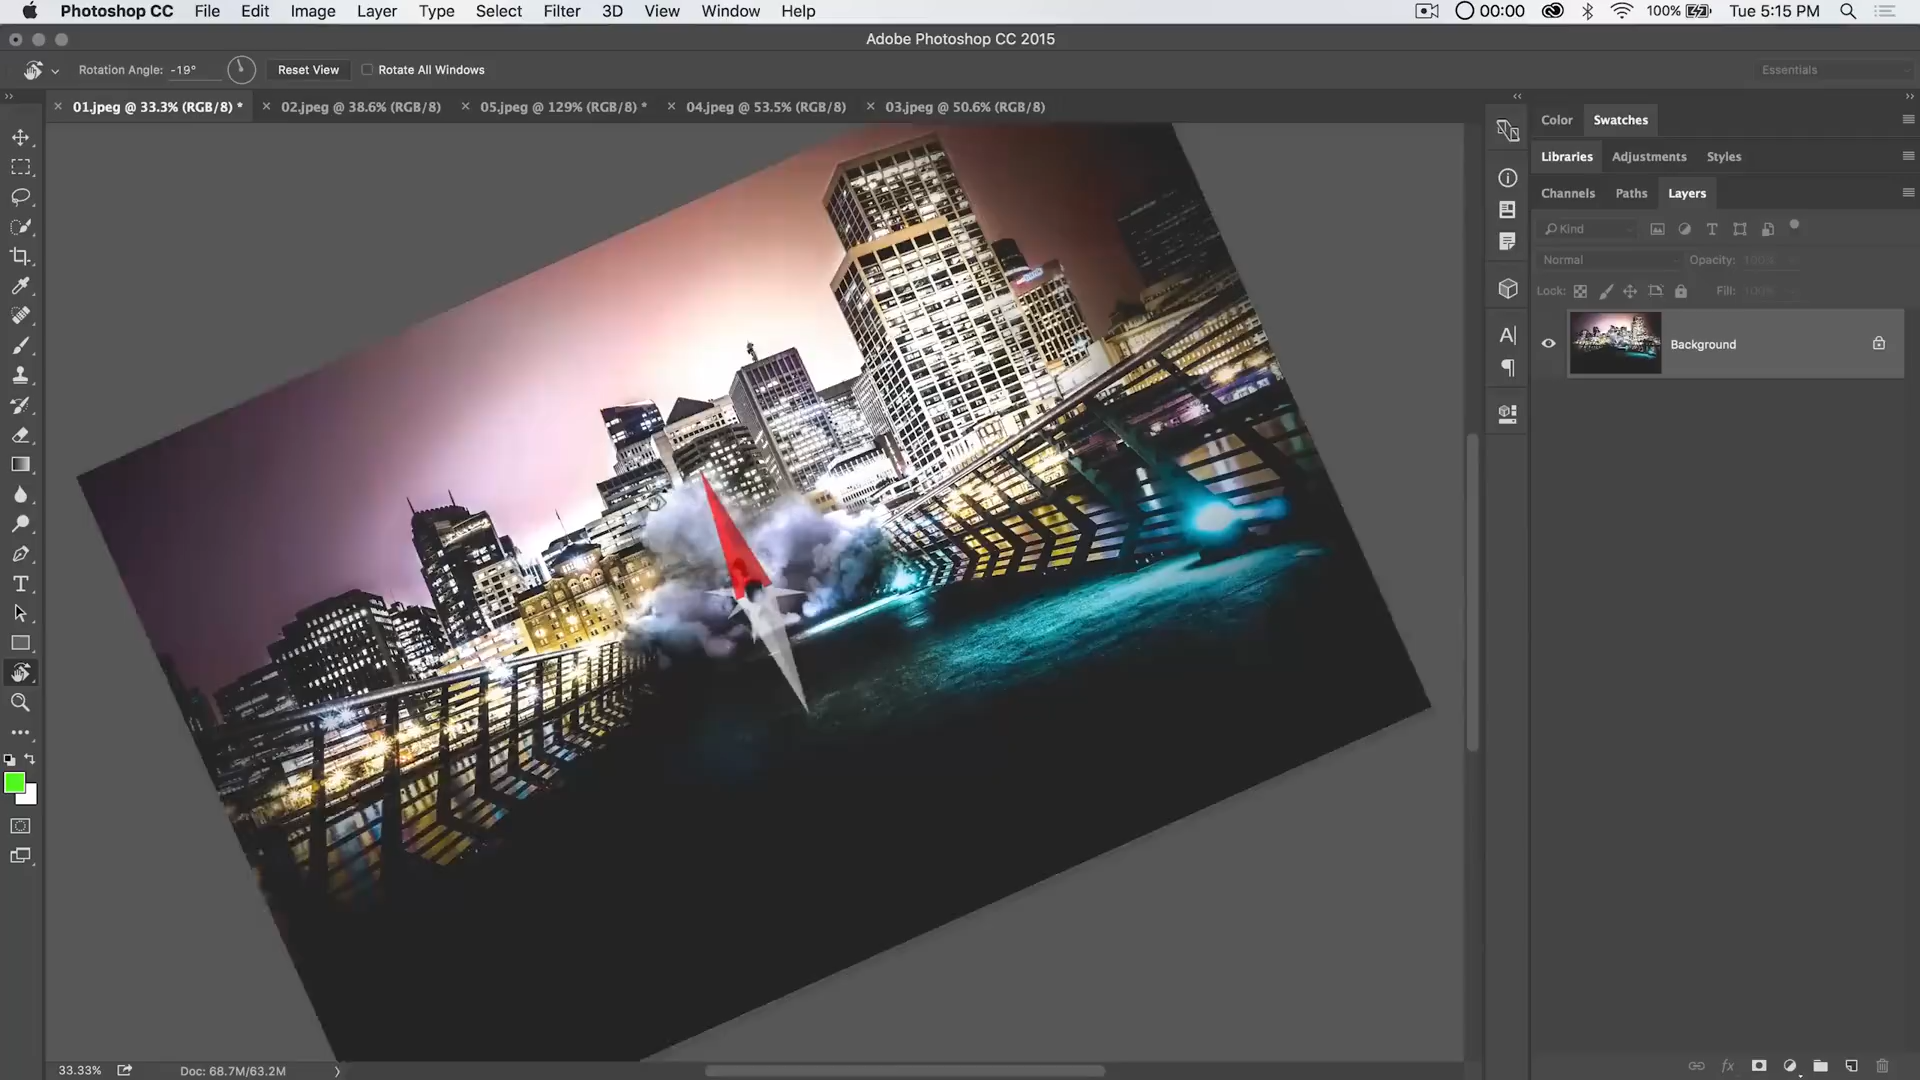 Photoshop CC File Edit Image Layer Type Select Filter 3D View Window Help 00:00 100% Tue 5:15 PM
Adobe Photoshop CC 2015
Rotation Angle: -19° Reset View Rotate All Windows Essentials
01.jpeg @ 33.3% (RGB/8) * 02.jpeg @ 38.6% (RGB/8) 05.jpeg @ 129% (RGB/8) * 04.jpeg @ 53.5% (RGB/8) 03.jpeg @ 50.6% (RGB/8)
Color Swatches
Libraries Adjustments Styles
Channels Paths Layers
Kind
Normal Opacity: 100%
Lock: Fill: 100%
Background
33.33% Doc: 68.7M/63.2M